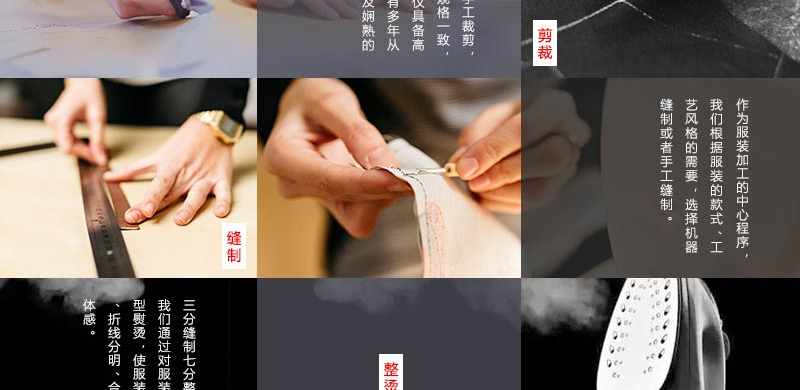 手工裁剪，
规格一致，
仅具备高
有多年从
及娴熟的
剪裁
缝制
作为服装加工的中心程序，
我们根据服装的款式、工
艺风格的需要，选择机器
缝制或者手工缝制。
三分缝制七分整
我们通过对服装
型熨烫，使服装
、折线分明、合
体感。
整烫